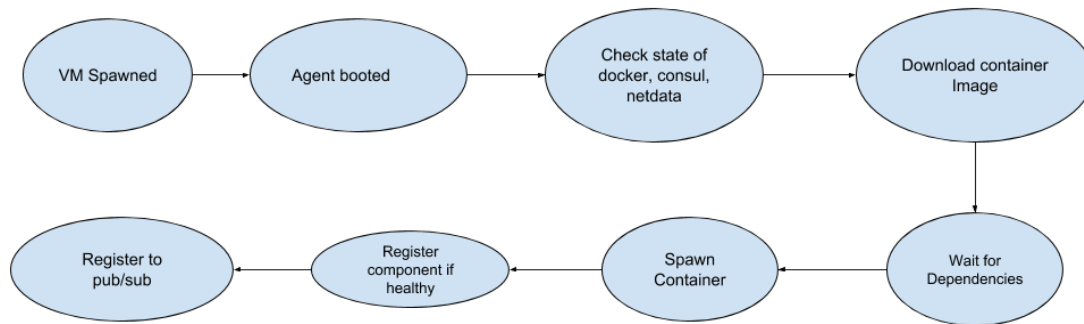 VM Spawned
Agent booted
Check state of
docker, consul,
netdata
Download container
Image
Wait for
Dependencies
Spawn
Container
Register
component if
healthy
Register to
pub/sub